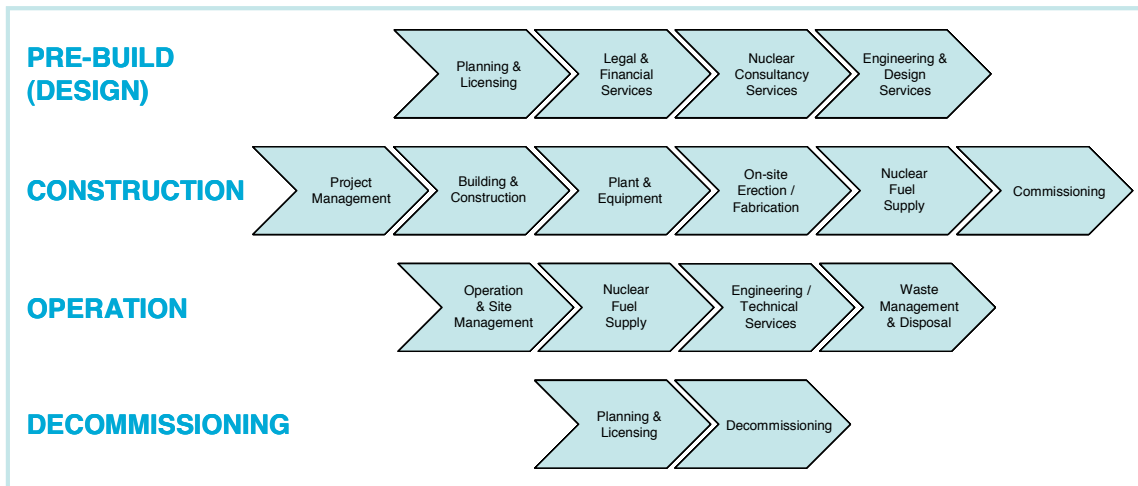 PRE-BUILD
(DESIGN)
Planning &
Licensing
Legal &
Financial
Services
Nuclear
Consultancy
Services
Engineering &
Design
Services
CONSTRUCTION
Project
Management
Building &
Construction
Plant &
Equipment
On-site
Erection /
Fabrication
Nuclear
Fuel
Supply
Commissioning
OPERATION
Operation
& Site
Management
Nuclear
Fuel
Supply
Engineering /
Technical
Services
Waste
Management
& Disposal
DECOMMISSIONING
Planning &
Licensing
Decommissioning